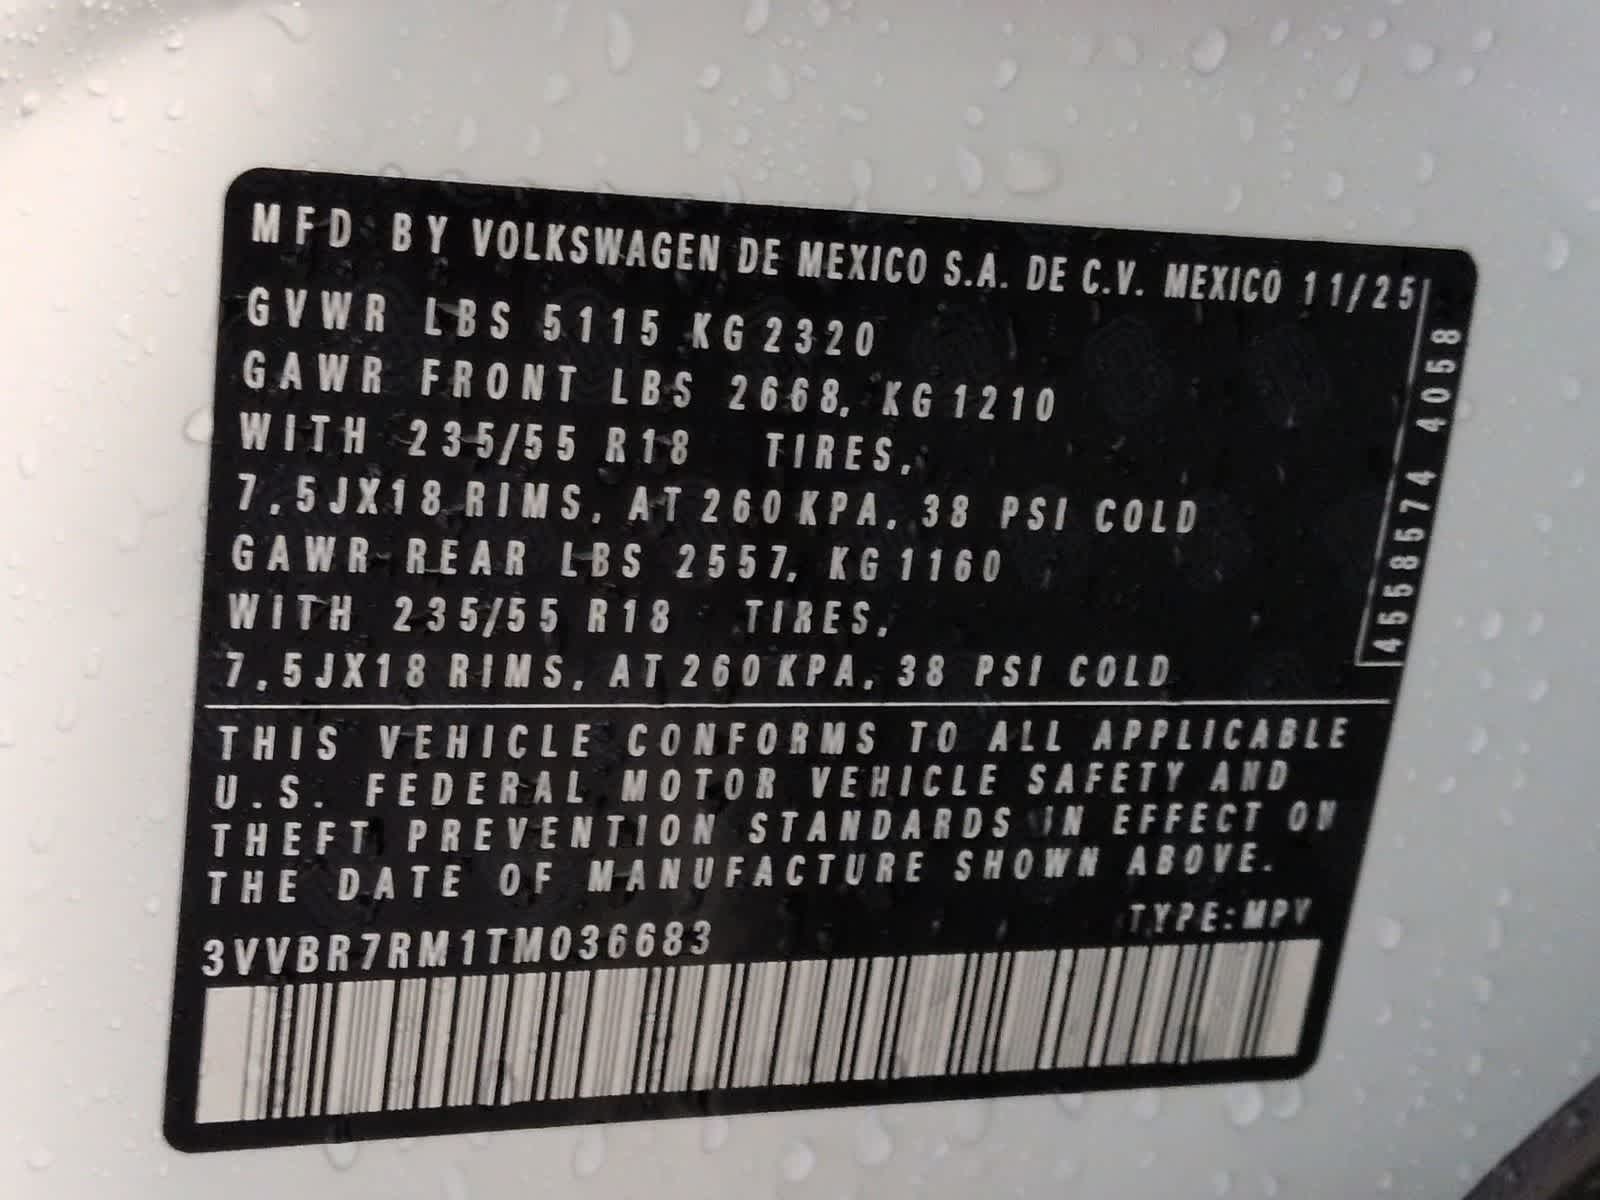 MFD BY VOLKSWAGEN DE MEXICO S.A. DE C.V. MEXICO 11/25
GVWR LBS 5115 KG 2320
GAWR FRONT LBS 2668, KG 1210
WITH 235/55 R18 TIRES,
7,5JX18 RIMS, AT 260 KPA, 38 PSI COLD
GAWR REAR LBS 2557, KG 1160
WITH 235/55 R18 TIRES,
7,5JX18 RIMS, AT 260 KPA, 38 PSI COLD
4558574 4058
THIS VEHICLE CONFORMS TO ALL APPLICABLE
U.S. FEDERAL MOTOR VEHICLE SAFETY AND
THEFT PREVENTION STANDARDS IN EFFECT ON
THE DATE OF MANUFACTURE SHOWN ABOVE.
TYPE: MPV
3VVBR7RM1TM036683